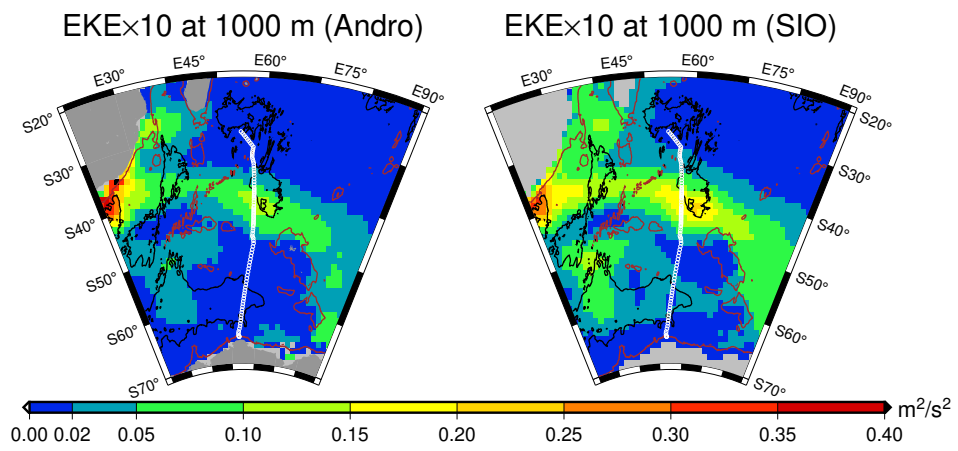 EKE×10 at 1000 m (Andro)
EKE×10 at 1000 m (SIO)
E30° E45° E60° E75° E90°
S20° S30° S40° S50° S60° S70°
E30° E45° E60° E75° E90°
S20° S30° S40° S50° S60° S70°
m²/s²
0.00 0.02 0.05 0.10 0.15 0.20 0.25 0.30 0.35 0.40